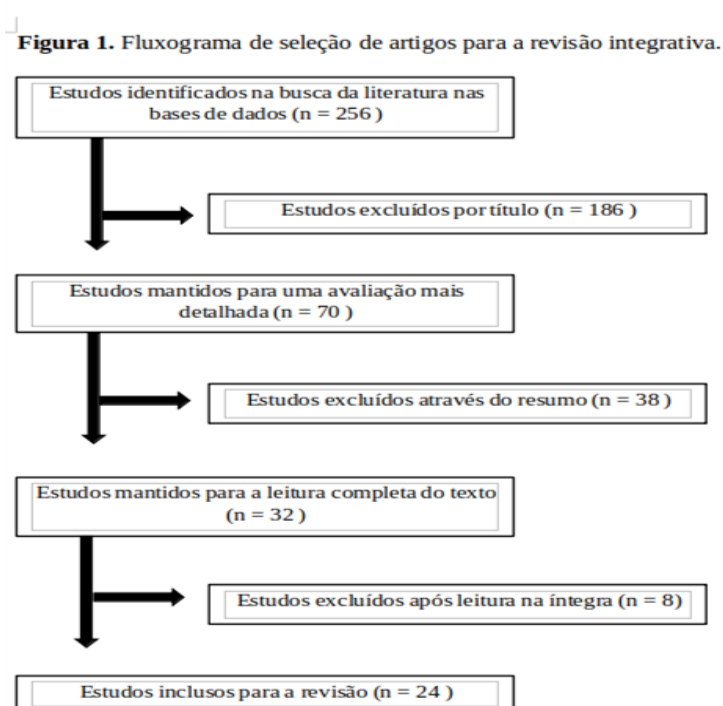 Figura 1. Fluxograma de seleção de artigos para a revisão integrativa.
Estudos identificados na busca da literatura nas
bases de dados (n = 256 )
Estudos excluídos por título (n = 186 )
Estudos mantidos para uma avaliação mais
detalhada (n = 70 )
Estudos excluídos através do resumo (n = 38 )
Estudos mantidos para a leitura completa do texto
(n = 32 )
Estudos excluídos após leitura na íntegra (n = 8)
Estudos inclusos para a revisão (n = 24 )